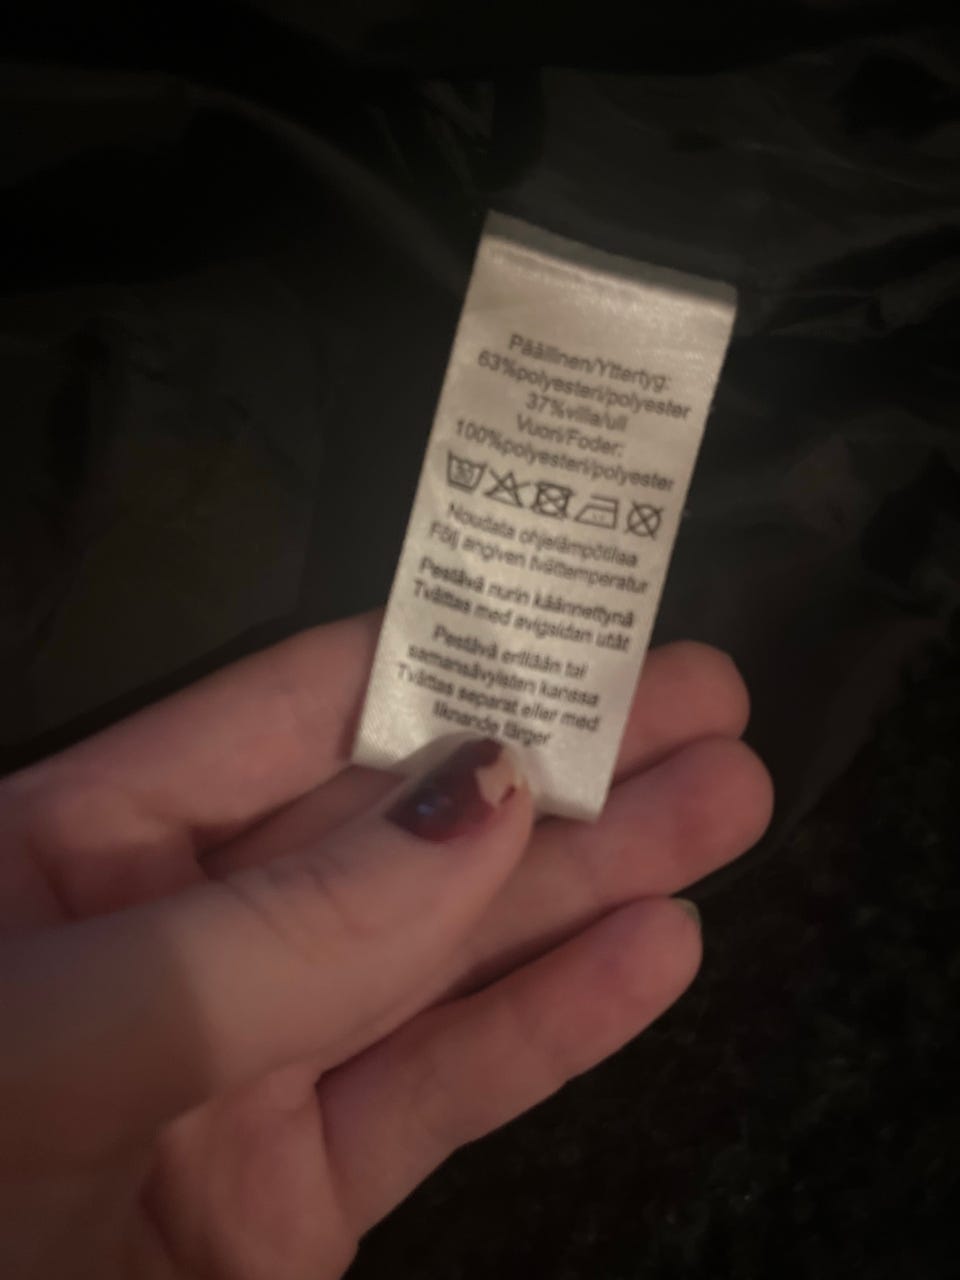 Päällinen/Yttertyg:
63%polyesteri/polyester
37%villa/ull
Vuori/Foder:
100%polyesteri/polyester
30
Noudata ohjelämpötilaa
Följ angiven tvättemperatur
Pestävä nurin käännettynä
Tvättas med avigsidan utåt
Pestävä erillään tai
samansävyisten kanssa
Tvättas separat eller med
liknande färger